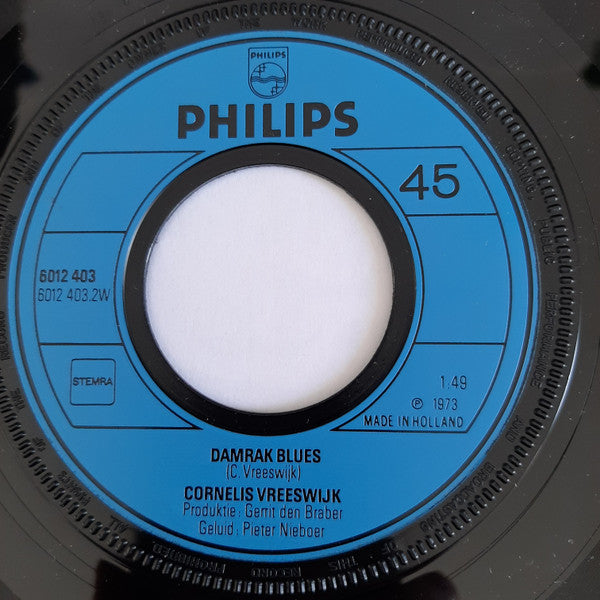 PHILIPS
PHILIPS
45
6012 403
6012 403.2W
STEMRA
1.49
℗ 1973
MADE IN HOLLAND
DAMRAK BLUES
(C. Vreeswijk)
CORNELIS VREESWIJK
Produktie: Gerrit den Braber
Geluid: Pieter Nieboer